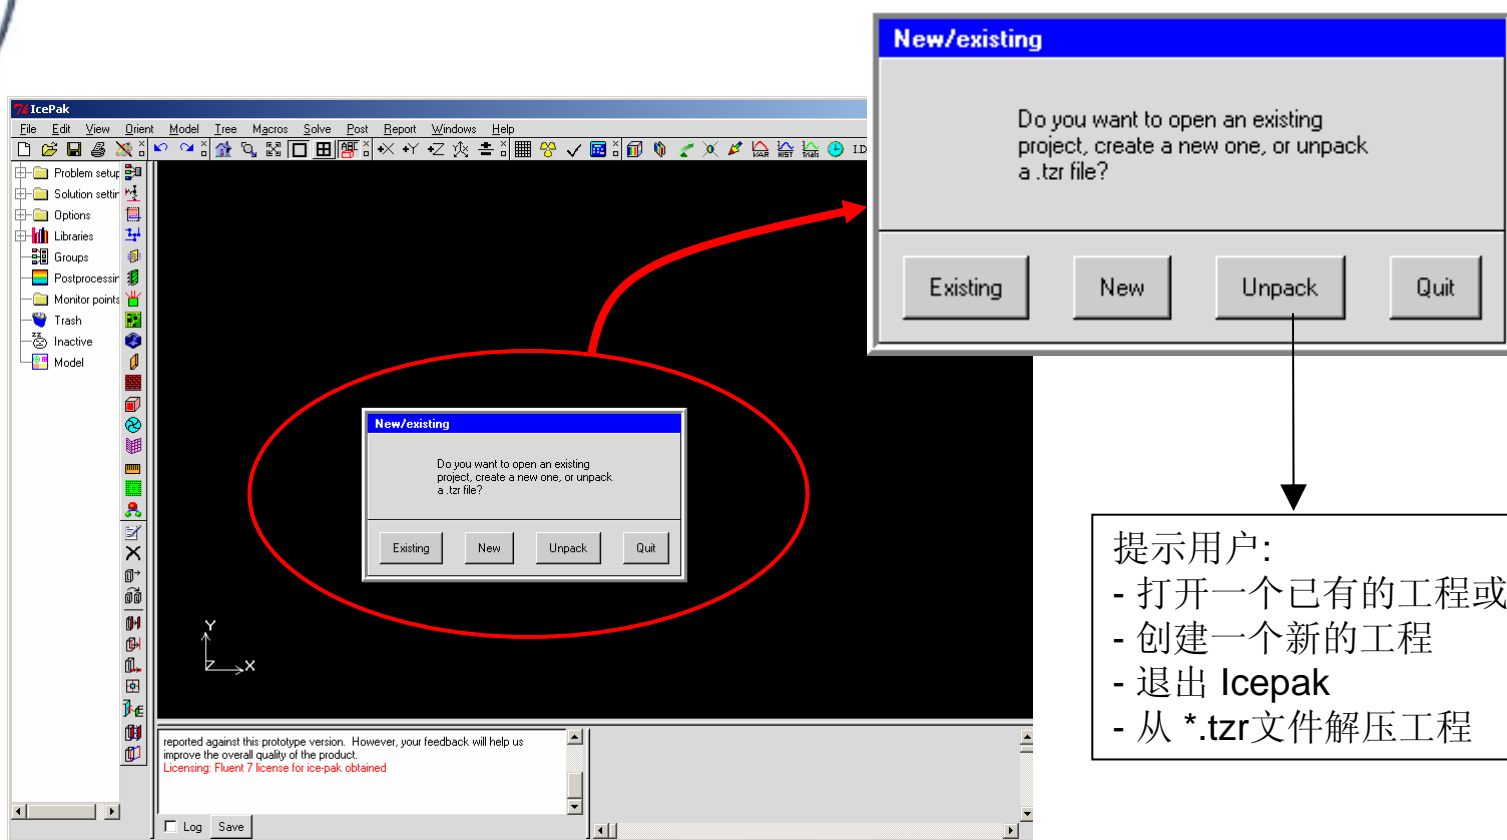 New/existing
Do you want to open an existing
project, create a new one, or unpack
a .tzr file?
Existing New Unpack Quit
IcePak
File Edit View Orient Model Tree Macros Solve Post Report Windows Help
Problem setup
Solution settin
Options
Libraries
Groups
Postprocessin
Monitor points
Trash
Inactive
Model
New/existing
Do you want to open an existing
project, create a new one, or unpack
a .tzr file?
Existing New Unpack Quit
Y
Z X
提示用户:
- 打开一个已有的工程或
- 创建一个新的工程
- 退出 Icepak
- 从 *.tzr文件解压工程
reported against this prototype version. However, your feedback will help us
improve the overall quality of the product.
Licensing: Fluent 7 license for ice-pak obtained
Log Save